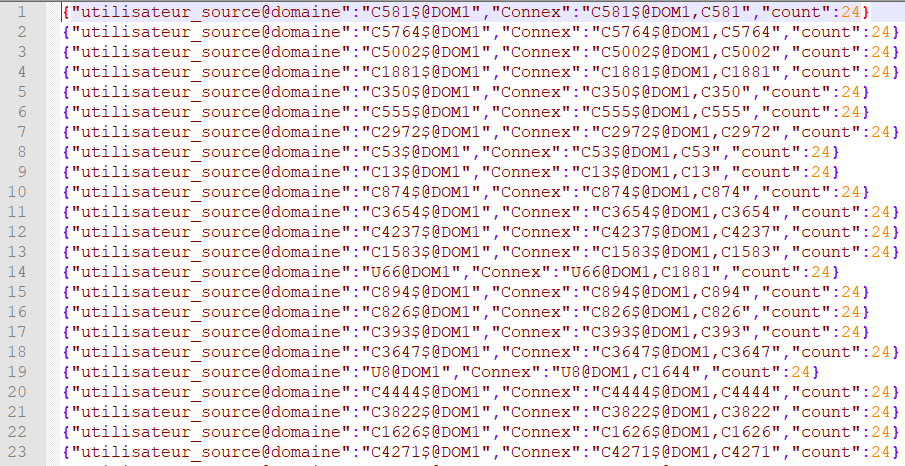 1 {"utilisateur_source@domaine":"C581$@DOM1","Connex":"C581$@DOM1,C581","count":24}
2 {"utilisateur_source@domaine":"C5764$@DOM1","Connex":"C5764$@DOM1,C5764","count":24}
3 {"utilisateur_source@domaine":"C5002$@DOM1","Connex":"C5002$@DOM1,C5002","count":24}
4 {"utilisateur_source@domaine":"C1881$@DOM1","Connex":"C1881$@DOM1,C1881","count":24}
5 {"utilisateur_source@domaine":"C350$@DOM1","Connex":"C350$@DOM1,C350","count":24}
6 {"utilisateur_source@domaine":"C555$@DOM1","Connex":"C555$@DOM1,C555","count":24}
7 {"utilisateur_source@domaine":"C2972$@DOM1","Connex":"C2972$@DOM1,C2972","count":24}
8 {"utilisateur_source@domaine":"C53$@DOM1","Connex":"C53$@DOM1,C53","count":24}
9 {"utilisateur_source@domaine":"C13$@DOM1","Connex":"C13$@DOM1,C13","count":24}
10 {"utilisateur_source@domaine":"C874$@DOM1","Connex":"C874$@DOM1,C874","count":24}
11 {"utilisateur_source@domaine":"C3654$@DOM1","Connex":"C3654$@DOM1,C3654","count":24}
12 {"utilisateur_source@domaine":"C4237$@DOM1","Connex":"C4237$@DOM1,C4237","count":24}
13 {"utilisateur_source@domaine":"C1583$@DOM1","Connex":"C1583$@DOM1,C1583","count":24}
14 {"utilisateur_source@domaine":"U66@DOM1","Connex":"U66@DOM1,C1881","count":24}
15 {"utilisateur_source@domaine":"C894$@DOM1","Connex":"C894$@DOM1,C894","count":24}
16 {"utilisateur_source@domaine":"C826$@DOM1","Connex":"C826$@DOM1,C826","count":24}
17 {"utilisateur_source@domaine":"C393$@DOM1","Connex":"C393$@DOM1,C393","count":24}
18 {"utilisateur_source@domaine":"C3647$@DOM1","Connex":"C3647$@DOM1,C3647","count":24}
19 {"utilisateur_source@domaine":"U8@DOM1","Connex":"U8@DOM1,C1644","count":24}
20 {"utilisateur_source@domaine":"C4444$@DOM1","Connex":"C4444$@DOM1,C4444","count":24}
21 {"utilisateur_source@domaine":"C3822$@DOM1","Connex":"C3822$@DOM1,C3822","count":24}
22 {"utilisateur_source@domaine":"C1626$@DOM1","Connex":"C1626$@DOM1,C1626","count":24}
23 {"utilisateur_source@domaine":"C4271$@DOM1","Connex":"C4271$@DOM1,C4271","count":24}